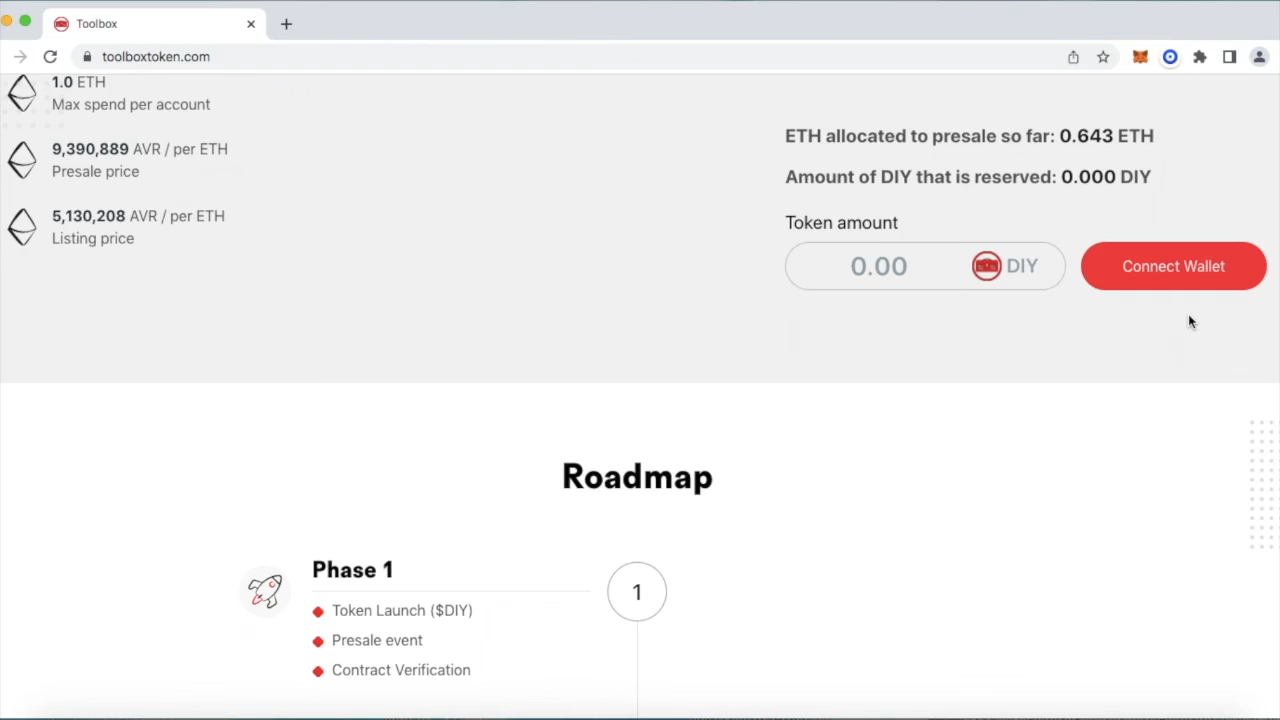 Toolbox
toolboxtoken.com
1.0 ETH
Max spend per account
9,390,889 AVR / per ETH
Presale price
5,130,208 AVR / per ETH
Listing price
ETH allocated to presale so far: 0.643 ETH
Amount of DIY that is reserved: 0.000 DIY
Token amount
0.00 DIY
Connect Wallet
Roadmap
Phase 1
1
Token Launch ($DIY)
Presale event
Contract Verification